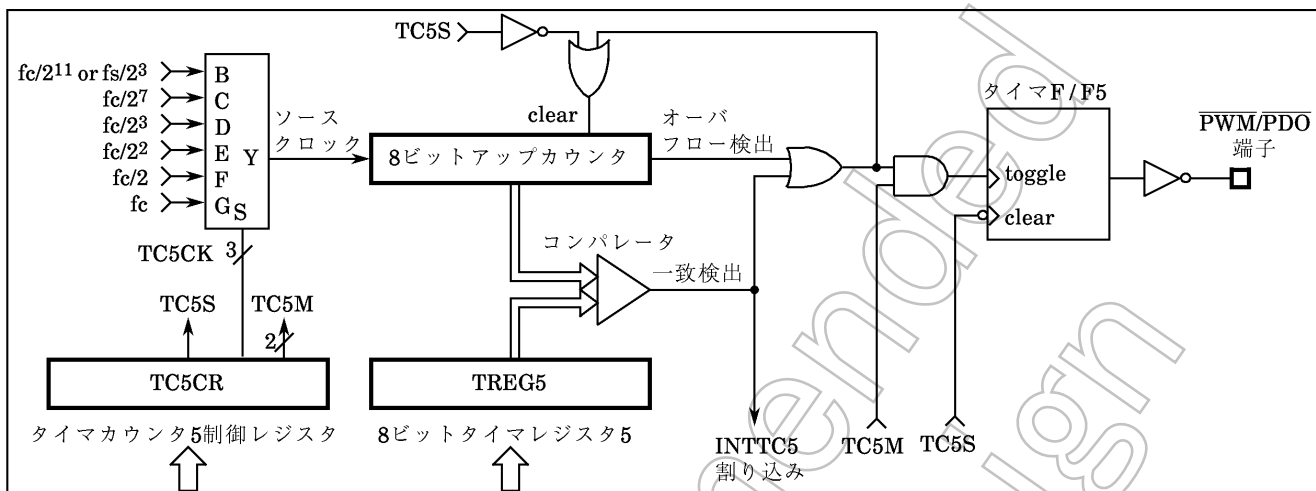 TC5S
fc/2¹¹ or fs/2³
fc/2⁷
fc/2³
fc/2²
fc/2
fc
B
C
D
E
F
G
S
Y
ソース
クロック
clear
8ビットアップカウンタ
オーバ
フロー検出
タイマF/F5
toggle
clear
PWM/PDO
端子
TC5CK
3
コンパレータ
一致検出
TC5S
TC5M
2
TC5CR
TREG5
タイマカウンタ5制御レジスタ
8ビットタイマレジスタ5
INTTC5
割り込み
TC5M
TC5S